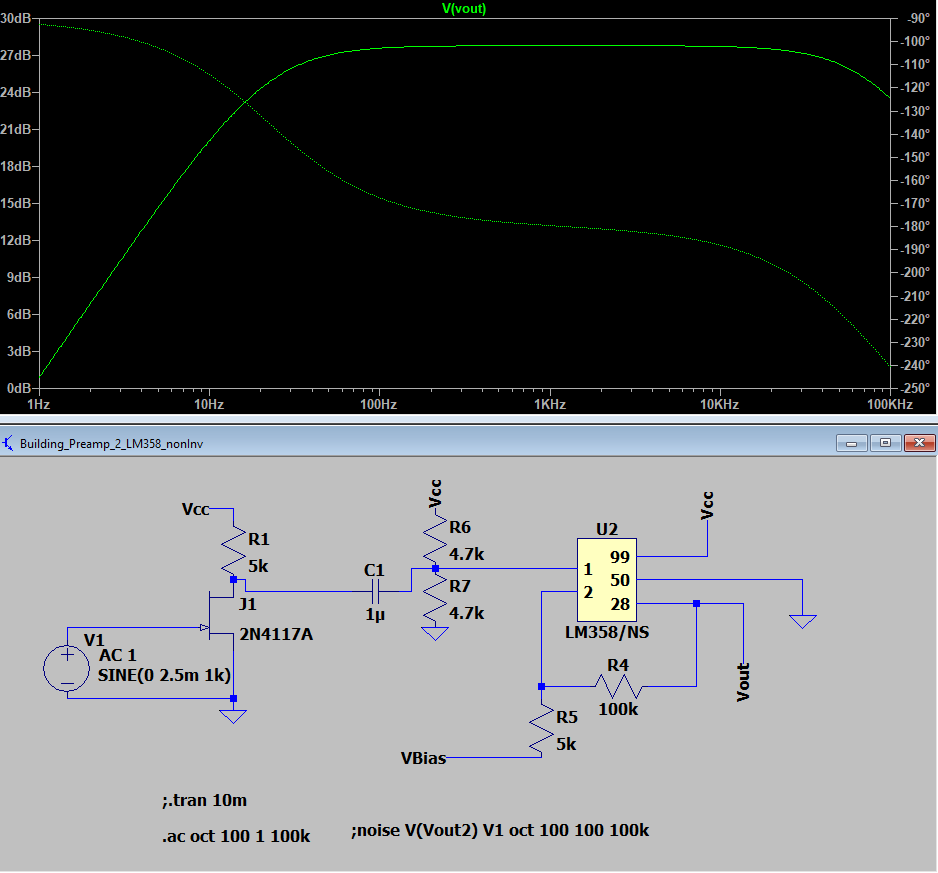 V(vout)
30dB
27dB
24dB
21dB
18dB
15dB
12dB
9dB
6dB
3dB
0dB
-90°
-100°
-110°
-120°
-130°
-140°
-150°
-160°
-170°
-180°
-190°
-200°
-210°
-220°
-230°
-240°
-250°
1Hz
10Hz
100Hz
1KHz
10KHz
100KHz
Building_Preamp_2_LM358_nonInv
Vcc
R1
5k
J1
2N4117A
V1
AC 1
SINE(0 2.5m 1k)
C1
1µ
Vcc
R6
4.7k
R7
4.7k
U2
1
2
99
50
28
LM358/NS
Vcc
R4
100k
Vout
R5
5k
VBias
;.tran 10m
.ac oct 100 1 100k
;noise V(Vout2) V1 oct 100 100 100k